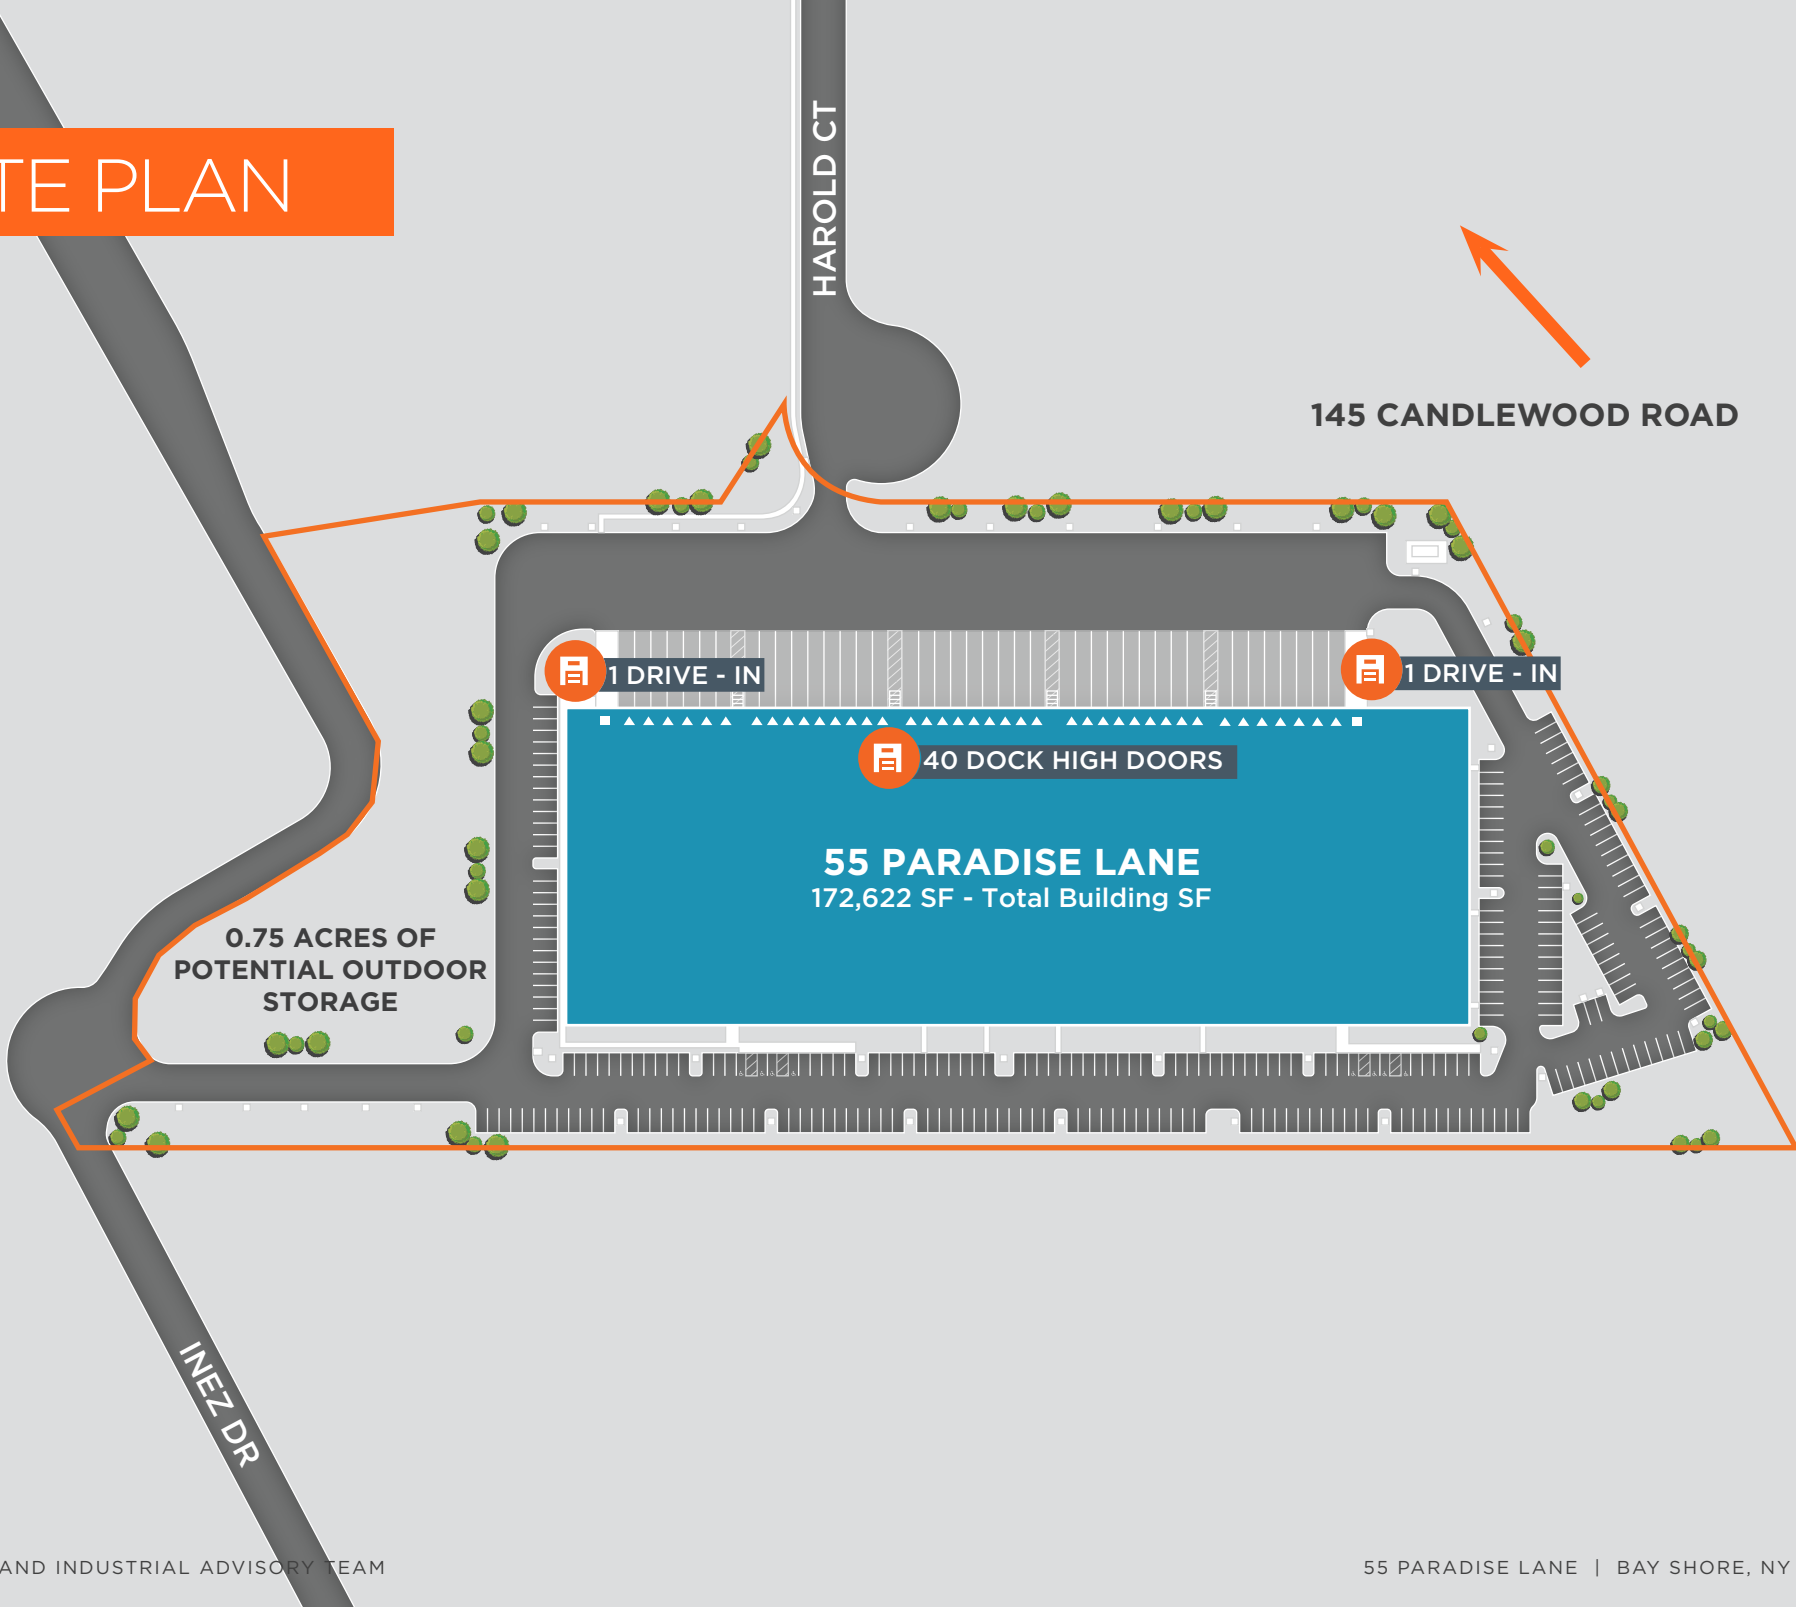 TE PLAN
HAROLD CT
145 CANDLEWOOD ROAD
1 DRIVE - IN
1 DRIVE - IN
40 DOCK HIGH DOORS
55 PARADISE LANE
172,622 SF - Total Building SF
0.75 ACRES OF
POTENTIAL OUTDOOR
STORAGE
INEZ DR
AND INDUSTRIAL ADVISORY TEAM
55 PARADISE LANE | BAY SHORE, NY